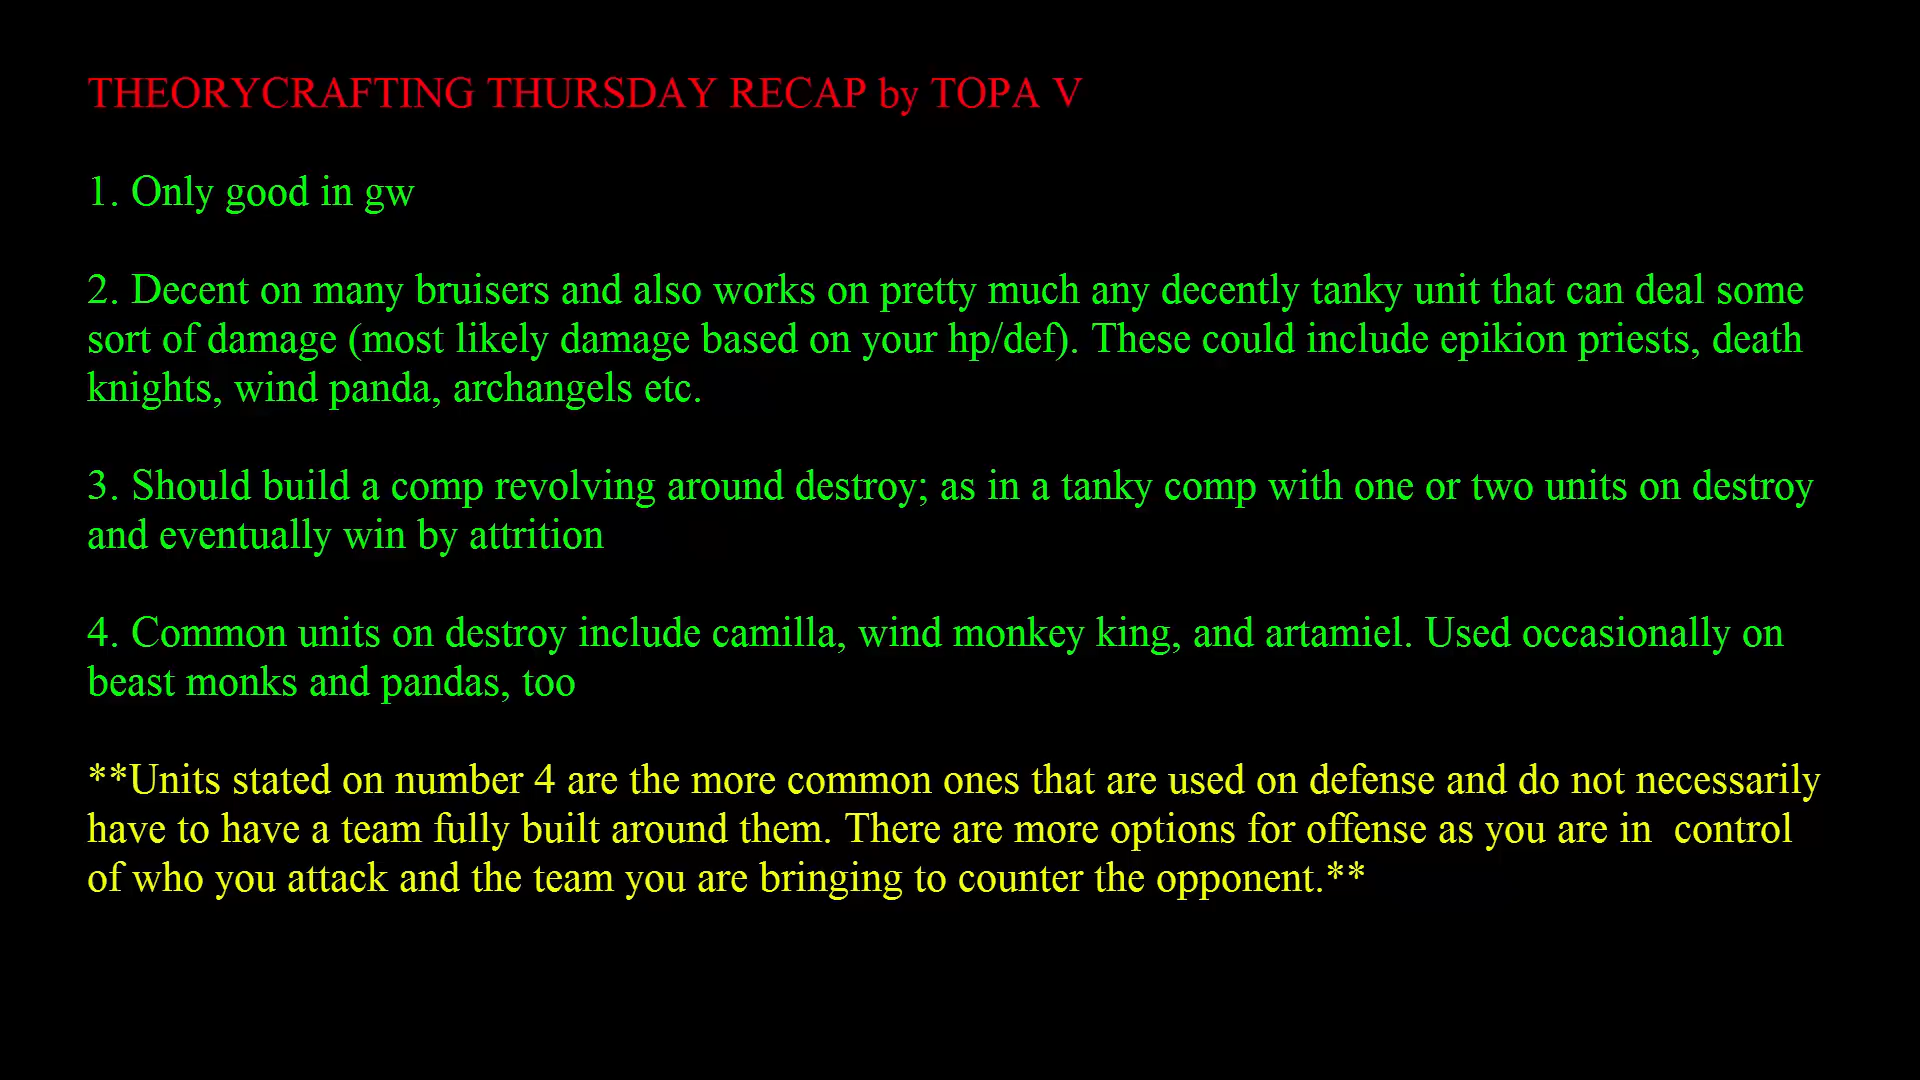 THEORYCRAFTING THURSDAY RECAP by TOPA V
1. Only good in gw
2. Decent on many bruisers and also works on pretty much any decently tanky unit that can deal some
sort of damage (most likely damage based on your hp/def). These could include epikion priests, death
knights, wind panda, archangels etc.
3. Should build a comp revolving around destroy; as in a tanky comp with one or two units on destroy
and eventually win by attrition
4. Common units on destroy include camilla, wind monkey king, and artamiel. Used occasionally on
beast monks and pandas, too
**Units stated on number 4 are the more common ones that are used on defense and do not necessarily
have to have a team fully built around them. There are more options for offense as you are in  control
of who you attack and the team you are bringing to counter the opponent.**